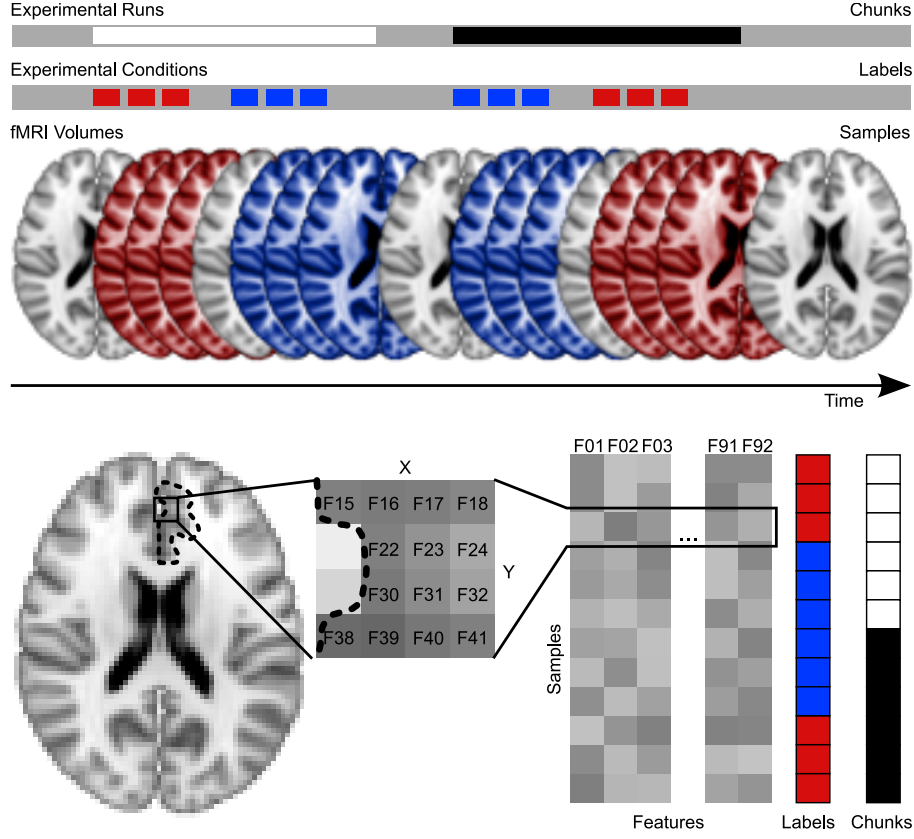 Experimental Runs Chunks
Experimental Conditions Labels
fMRI Volumes Samples
Time
X
F15 F16 F17 F18
F22 F23 F24
Y
F30 F31 F32
F38 F39 F40 F41
F01 F02 F03 F91 F92
...
Samples
Features Labels Chunks